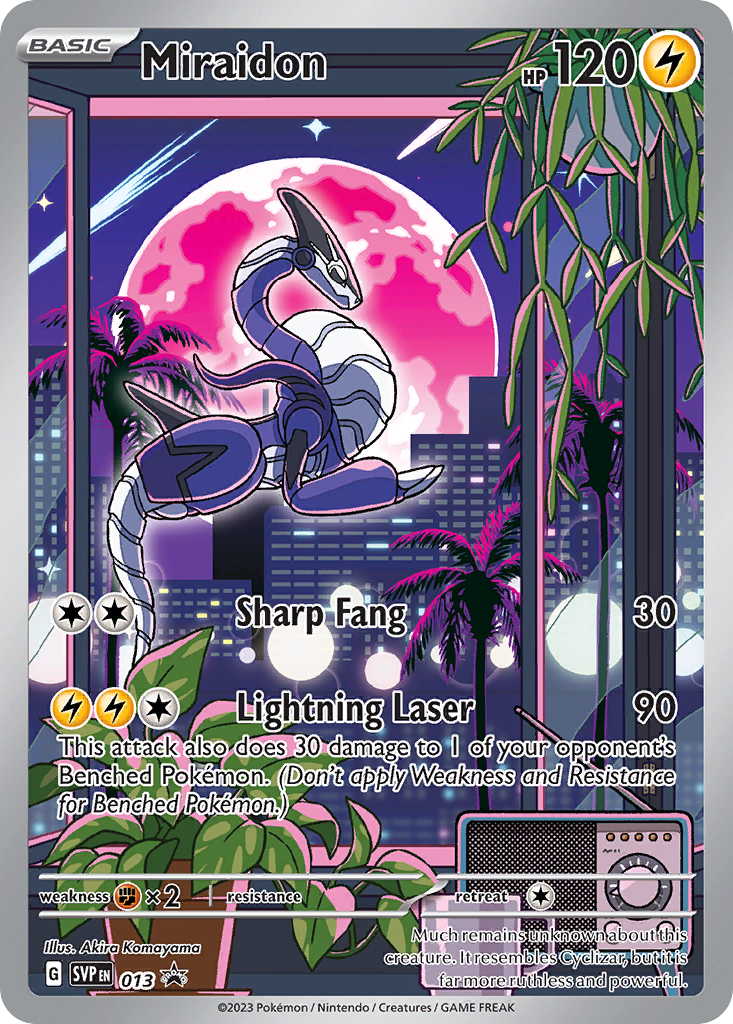 BASIC
Miraidon
HP 120
Sharp Fang 30
Lightning Laser 90
This attack also does 30 damage to 1 of your opponent's
Benched Pokémon. (Don't apply Weakness and Resistance
for Benched Pokémon.)
weakness ×2 resistance retreat
Much remains unknown about this
creature. It resembles Cyclizar, but it is
far more ruthless and powerful.
Illus. Akira Komayama
G SVP EN 013
©2023 Pokémon / Nintendo / Creatures / GAME FREAK